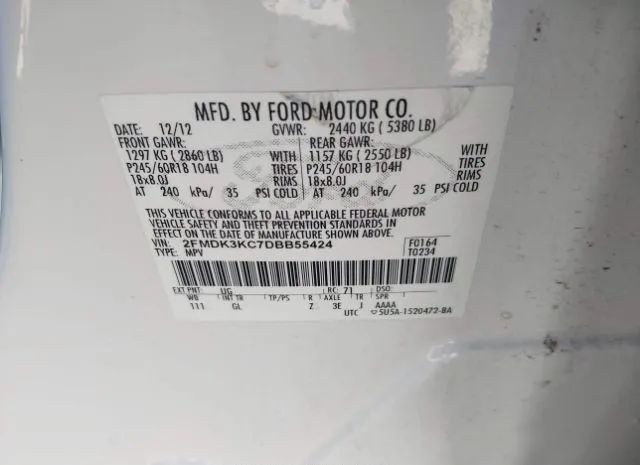 MFD. BY FORD MOTOR CO.
DATE: 12/12 GVWR: 2440 KG ( 5380 LB)
FRONT GAWR: REAR GAWR:
1297 KG ( 2860 LB) WITH 1157 KG ( 2550 LB) WITH
P245/60R18 104H TIRES P245/60R18 104H TIRES
18x8.0J RIMS 18x8.0J RIMS
AT 240 kPa/ 35 PSI COLD AT 240 kPa/ 35 PSI COLD
THIS VEHICLE CONFORMS TO ALL APPLICABLE FEDERAL MOTOR
VEHICLE SAFETY AND THEFT PREVENTION STANDARDS IN
EFFECT ON THE DATE OF MANUFACTURE SHOWN ABOVE.
VIN: 2FMDK3KC7DBB55424 F0164
TYPE: MPV T0234
EXT PNT: UG RC: 71 DSO:
WB INT TR TP/PS R AXLE TR SPR
111 GL Z 3E J AAAA
UTC 5U5A-1520472-BA